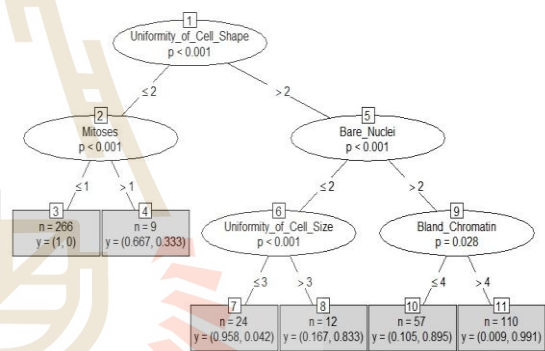 1
Uniformity_of_Cell_Shape
p < 0.001
≤ 2
> 2
2
Mitoses
p < 0.001
5
Bare_Nuclei
p < 0.001
≤ 1
> 1
≤ 2
> 2
3
n = 266
y = (1, 0)
4
n = 9
y = (0.667, 0.333)
6
Uniformity_of_Cell_Size
p < 0.001
9
Bland_Chromatin
p = 0.028
≤ 3
> 3
≤ 4
> 4
7
n = 24
y = (0.958, 0.042)
8
n = 12
y = (0.167, 0.833)
10
n = 57
y = (0.105, 0.895)
11
n = 110
y = (0.009, 0.991)